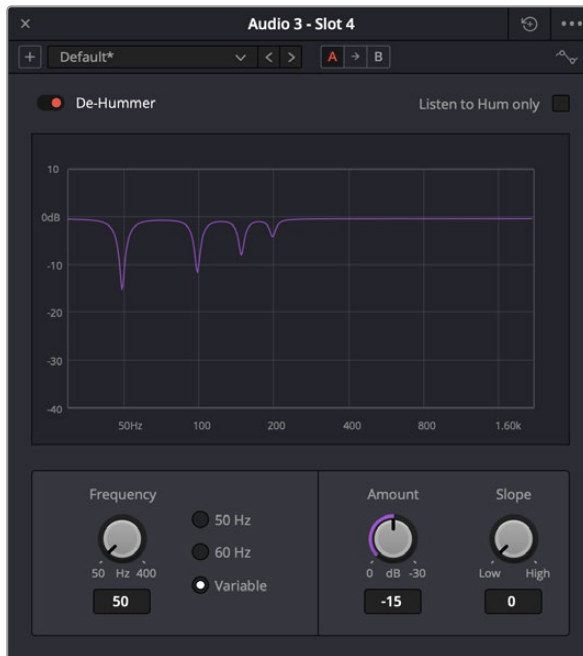 Audio 3 - Slot 4
Default*
A
B
De-Hummer
Listen to Hum only
10
0dB
-10
-20
-30
-40
50Hz 100 200 400 800 1.60k
Frequency
50 Hz 400
50
50 Hz
60 Hz
Variable
Amount
0 dB -30
-15
Slope
Low High
0